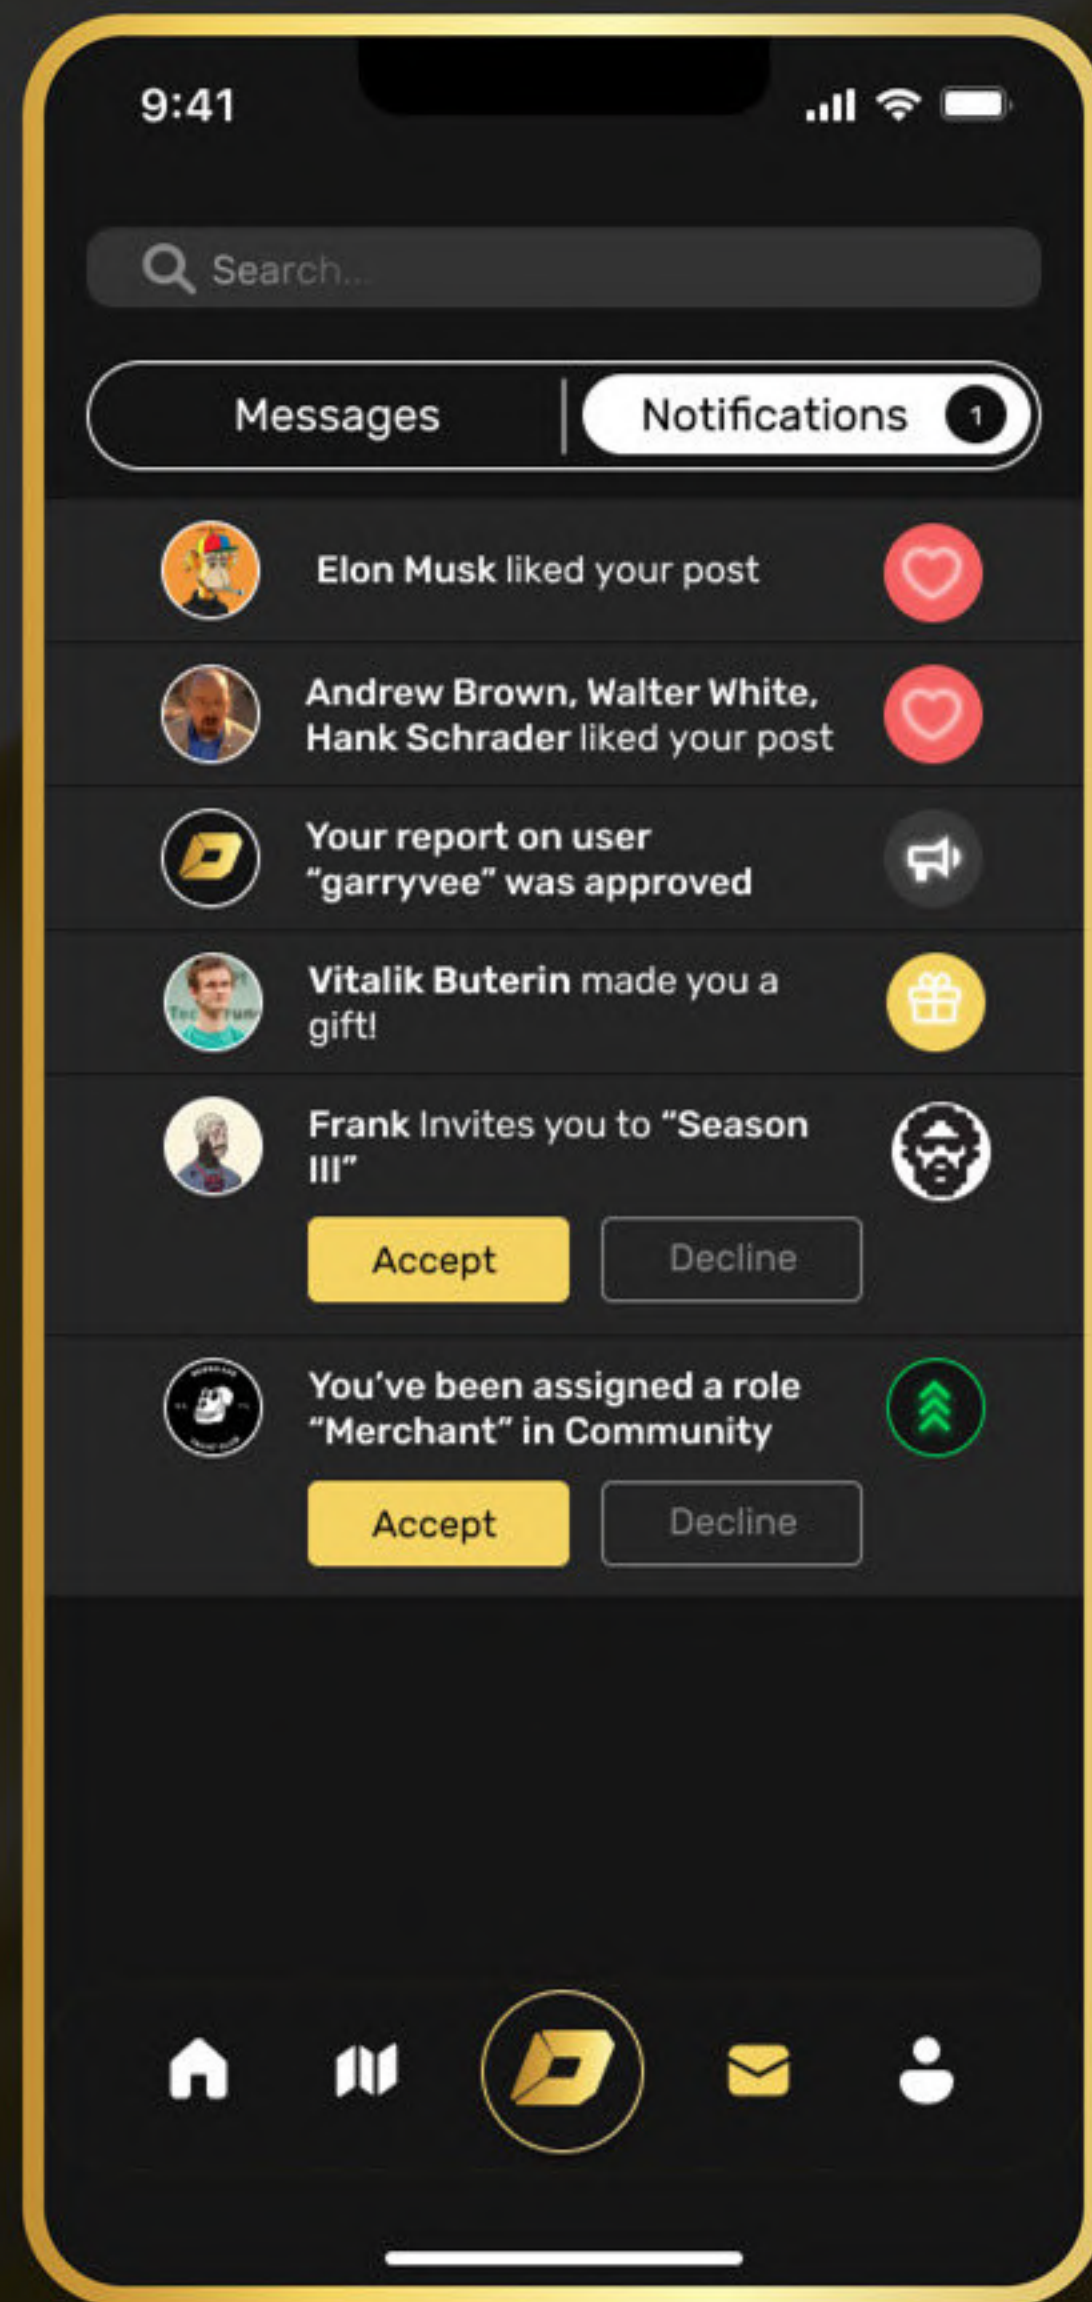 9:41
Search...
Messages
Notifications 1
Elon Musk liked your post
Andrew Brown, Walter White,
Hank Schrader liked your post
Your report on user
“garryvee” was approved
Vitalik Buterin made you a
gift!
Frank Invites you to “Season
III”
Accept
Decline
You’ve been assigned a role
“Merchant” in Community
Accept
Decline